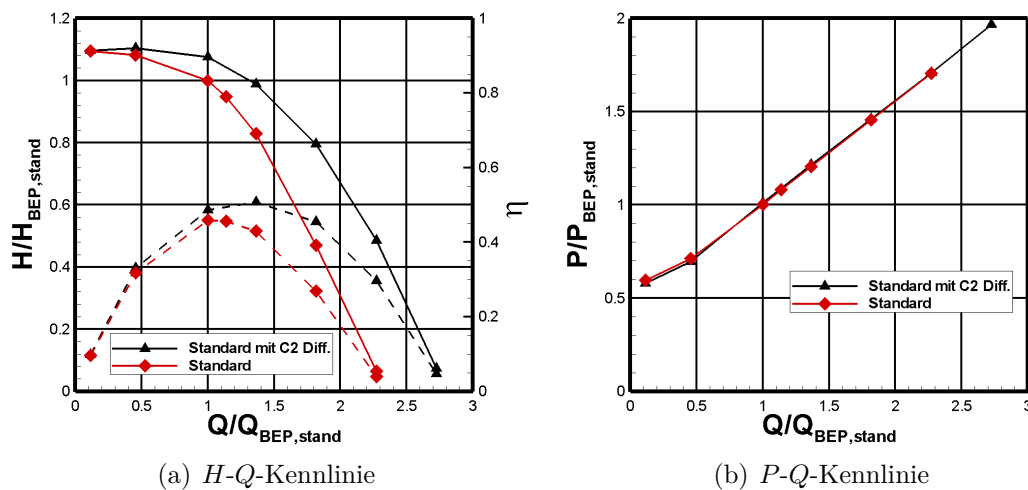 H/H_BEP,stand
1.2
1
0.8
0.6
0.4
0.2
0
1
0.8
0.6
0.4
0.2
0
η
Standard mit C2 Diff.
Standard
0 0.5 1 1.5 2 2.5 3
Q/Q_BEP,stand
(a) H-Q-Kennlinie
P/P_BEP,stand
2
1.5
1
0.5
0
Standard mit C2 Diff.
Standard
0 0.5 1 1.5 2 2.5 3
Q/Q_BEP,stand
(b) P-Q-Kennlinie